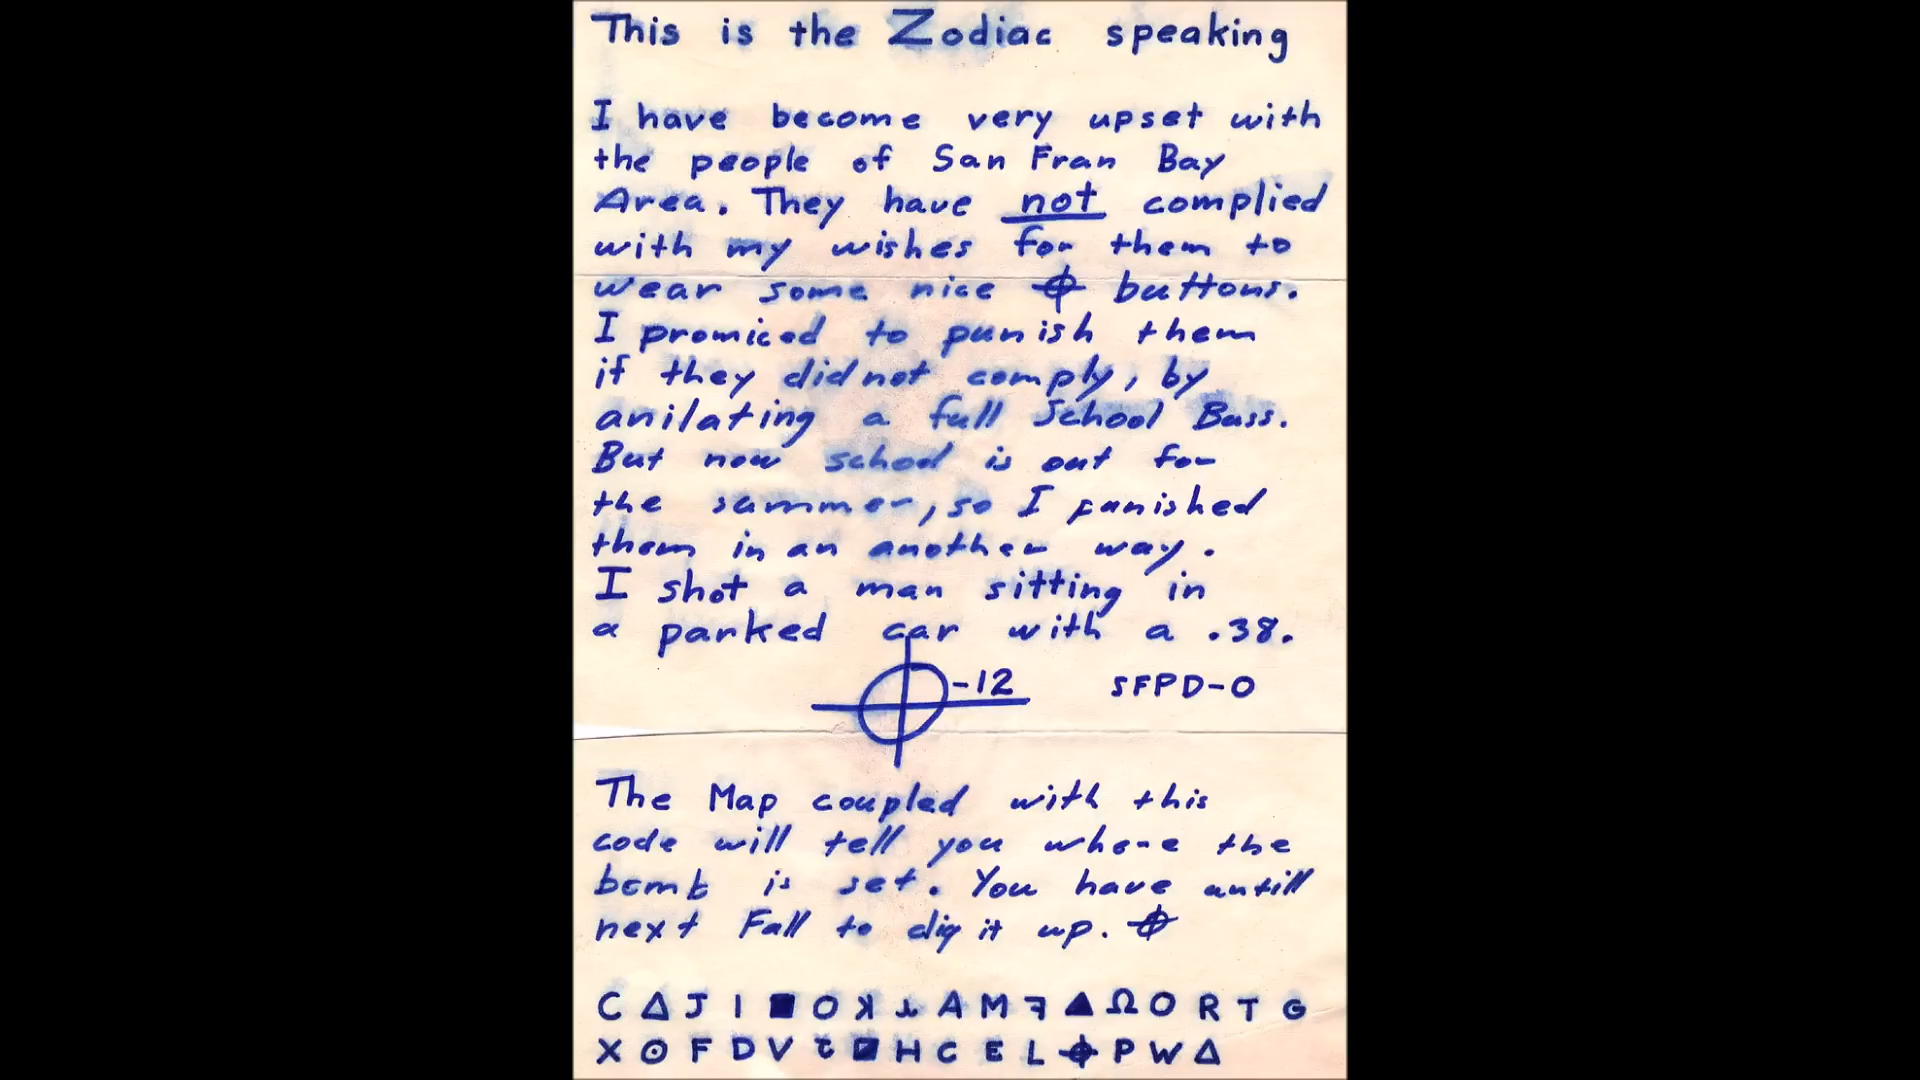 This is the Zodiac speaking
I have become very upset with
the people of San Fran Bay
Area. They have not complied
with my wishes for them to
wear some nice ⌖ buttons.
I promiced to punish them
if they did not comply, by
anilating a full School Buss.
But now school is out for
the summer, so I punished
them in an another way.
I shot a man sitting in
a parked car with a .38.
⌖-12 SFPD-0
The Map coupled with this
code will tell you where the
bomb is set. You have untill
next Fall to dig it up. ⌖
C Δ J I ■ O ꓘ ⅄ A M ꟻ ▲ Ω O R T G
X ⊙ F D V Ɛ ◪ H C E L ⌖ P W Δ